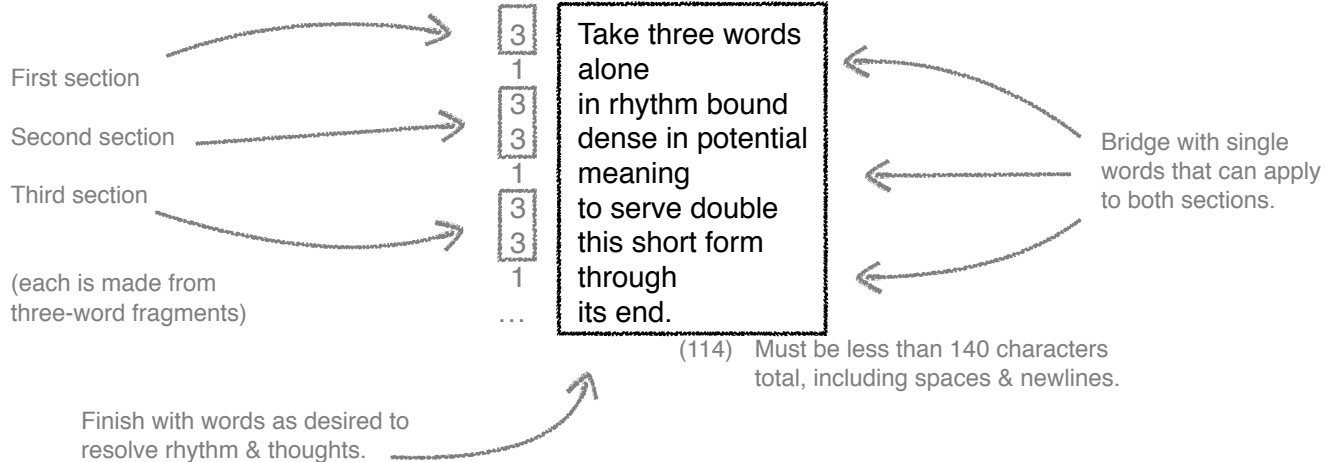 First section
Second section
Third section
(each is made from
three-word fragments)
3 Take three words
1 alone
3 in rhythm bound
3 dense in potential
1 meaning
3 to serve double
3 this short form
1 through
... its end.
Bridge with single
words that can apply
to both sections.
(114) Must be less than 140 characters
total, including spaces & newlines.
Finish with words as desired to
resolve rhythm & thoughts.